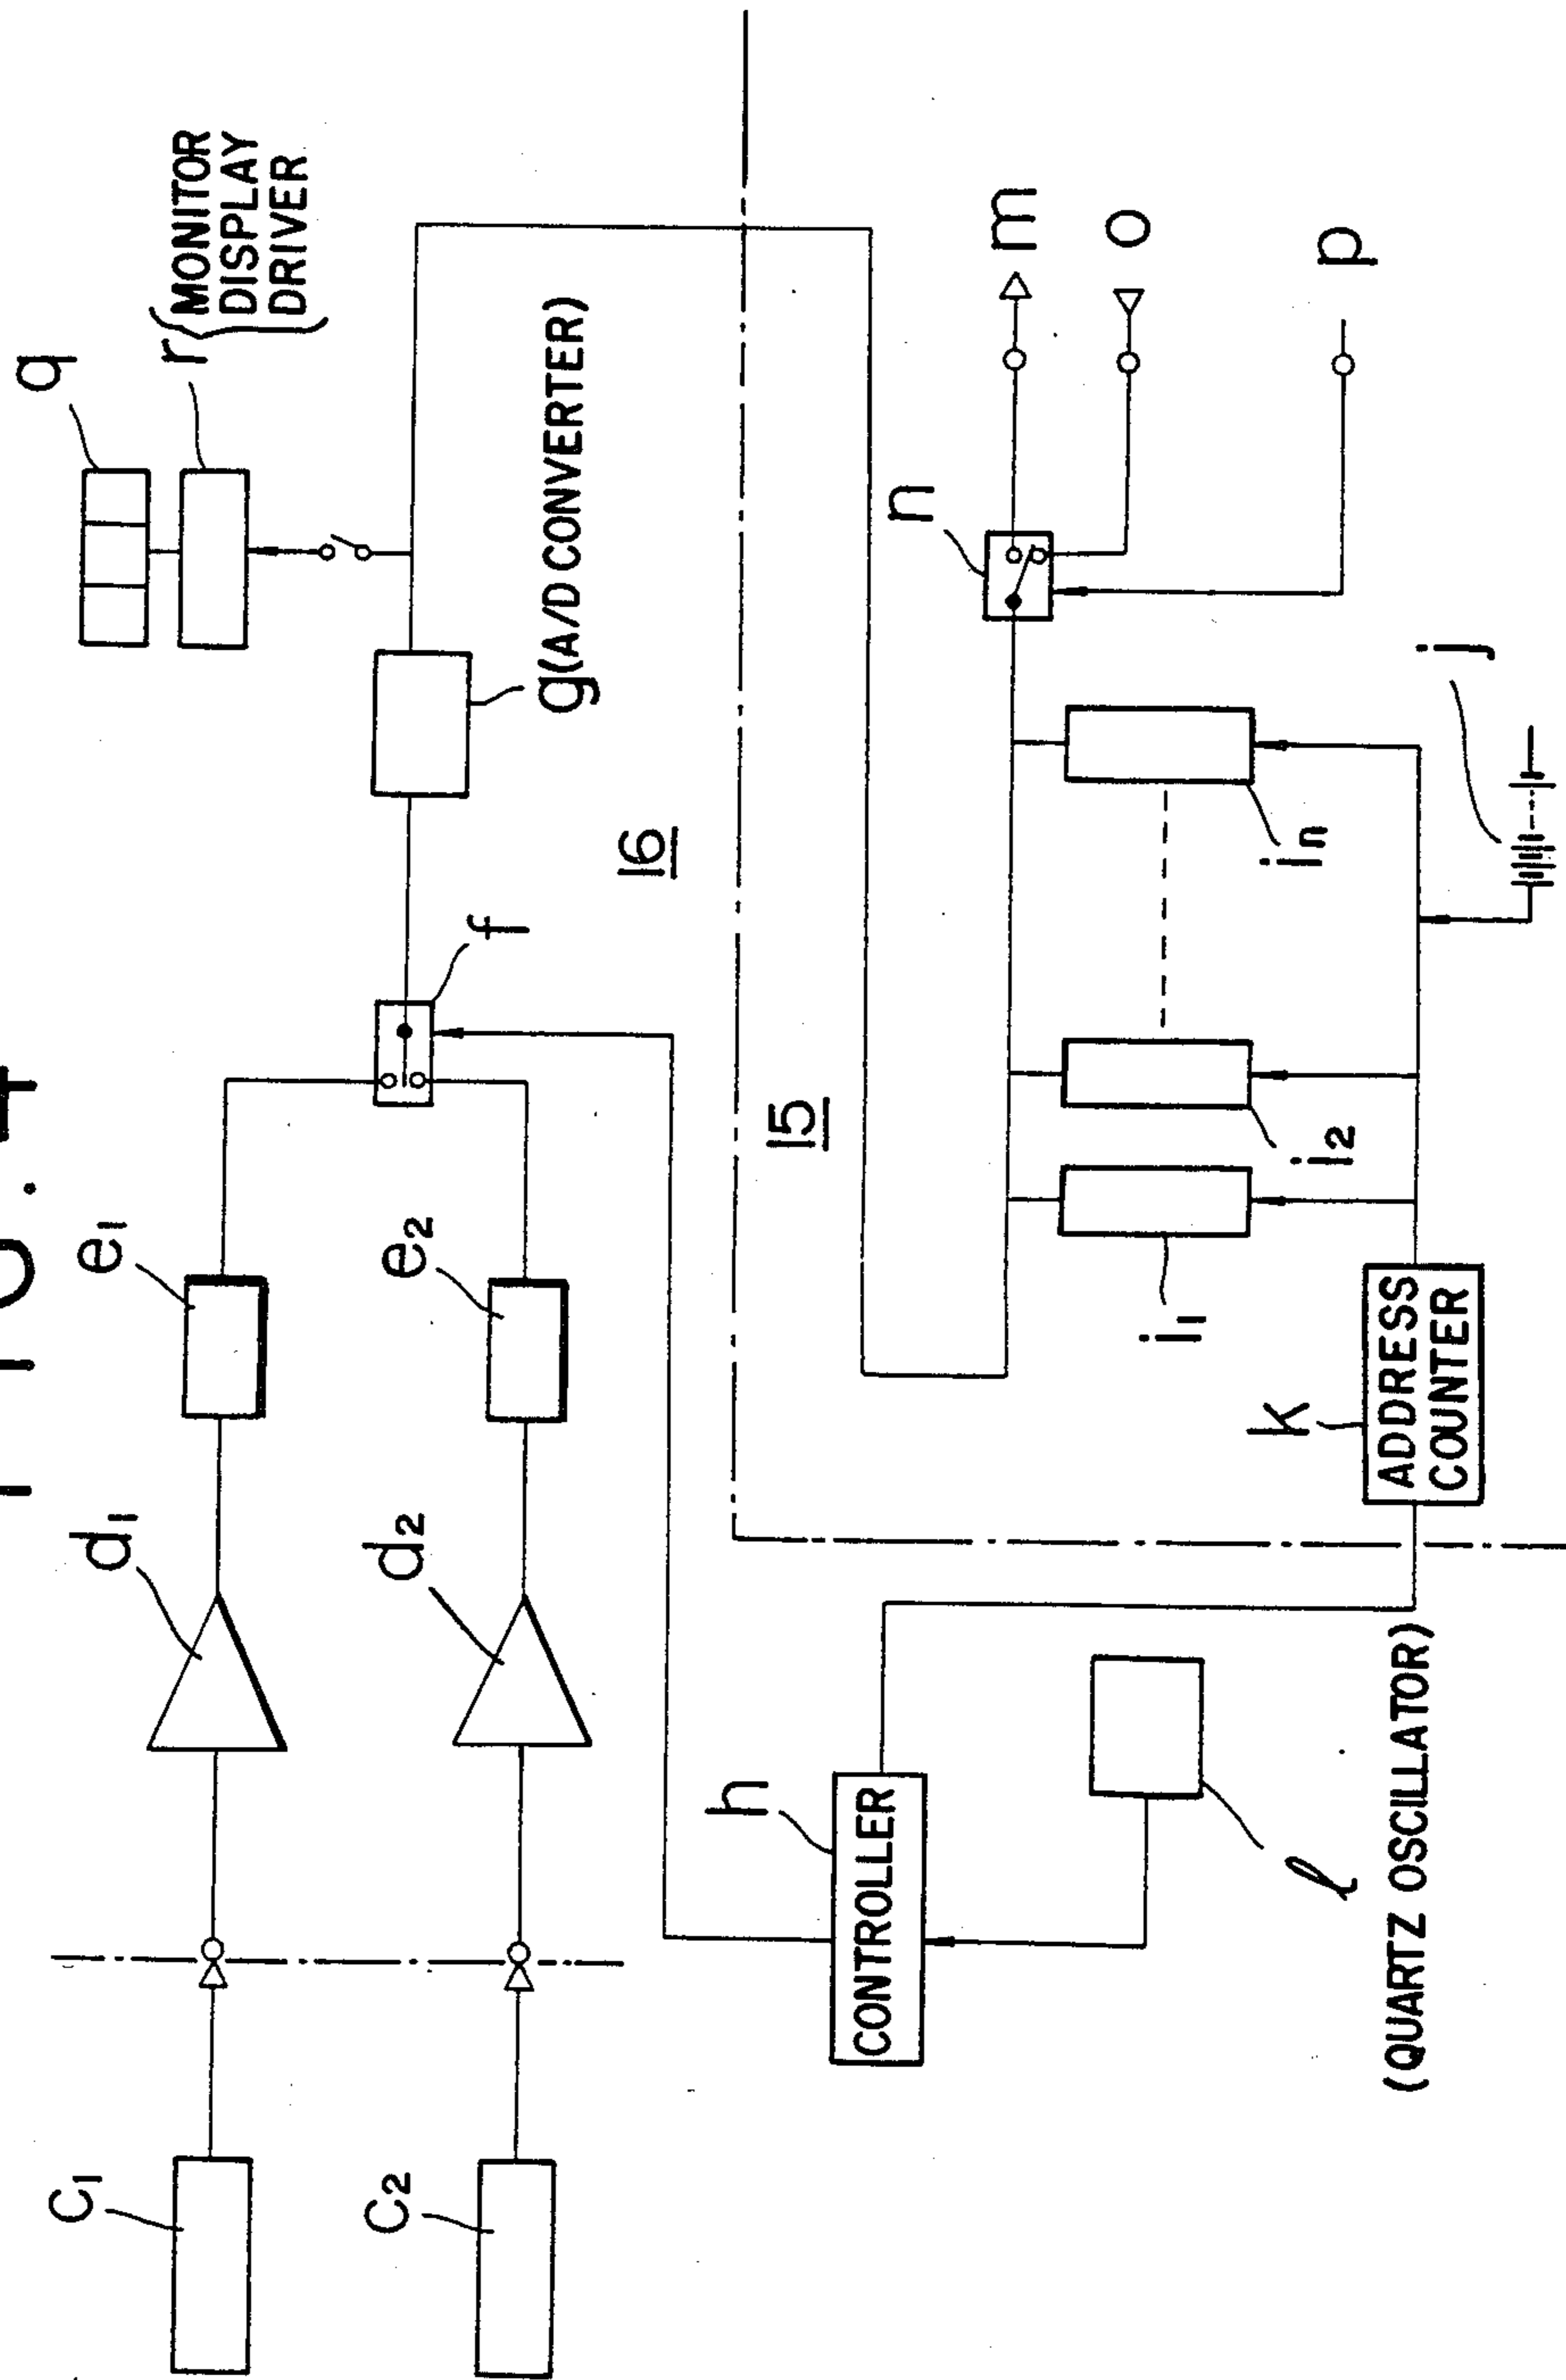 FIG. 4
q
r
MONITOR
DISPLAY
DRIVER
e1
d1
c1
g(A/D CONVERTER)
f
e2
d2
c2
16
15
h
CONTROLLER
n
m
o
p
l
(QUARTZ OSCILLATOR)
i1
i2
in
j
k
ADDRESS
COUNTER